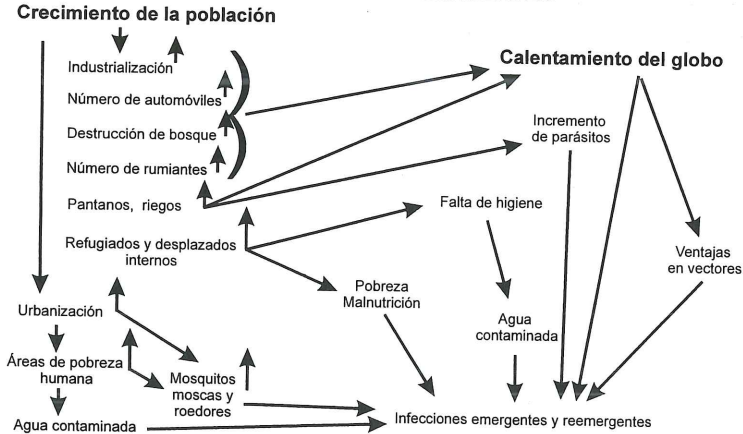 Crecimiento de la población
Calentamiento del globo
Industrialización
Número de automóviles
Destrucción de bosque
Número de rumiantes
Pantanos, riegos
Refugiados y desplazados
internos
Incremento
de parásitos
Falta de higiene
Ventajas
en vectores
Pobreza
Malnutrición
Urbanización
Agua
contaminada
Áreas de pobreza
humana
Mosquitos
moscas y
roedores
Agua contaminada
Infecciones emergentes y reemergentes